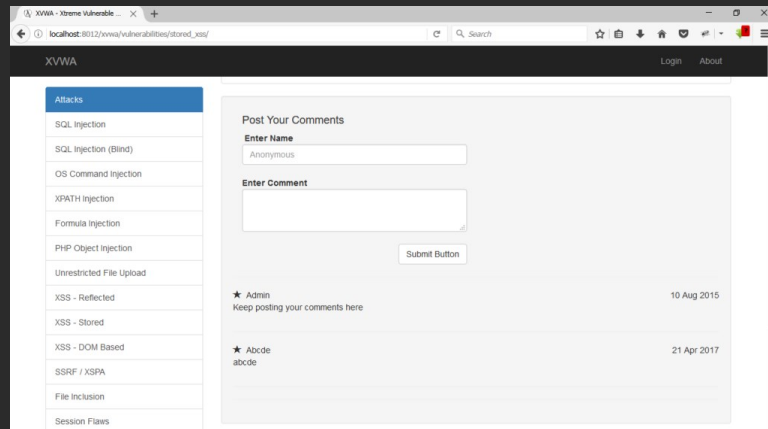 XVWA - Xtreme Vulnerable ...
localhost:8012/xvwa/vulnerabilities/stored_xss/
Search
XVWA
Login About
Attacks
SQL Injection
SQL Injection (Blind)
OS Command Injection
XPATH Injection
Formula Injection
PHP Object Injection
Unrestricted File Upload
XSS - Reflected
XSS - Stored
XSS - DOM Based
SSRF / XSPA
File Inclusion
Session Flaws
Post Your Comments
Enter Name
Anonymous
Enter Comment
Submit Button
Admin 10 Aug 2015
Keep posting your comments here
Abcde 21 Apr 2017
abcde